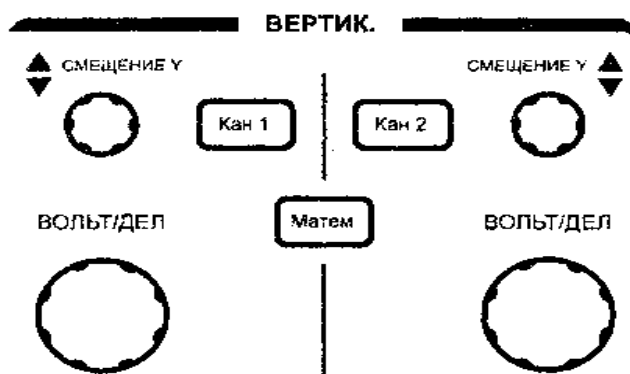 ВЕРТИК.
СМЕЩЕНИЕ Y СМЕЩЕНИЕ Y
Кан 1 Кан 2
Матем
ВОЛЬТ/ДЕЛ ВОЛЬТ/ДЕЛ